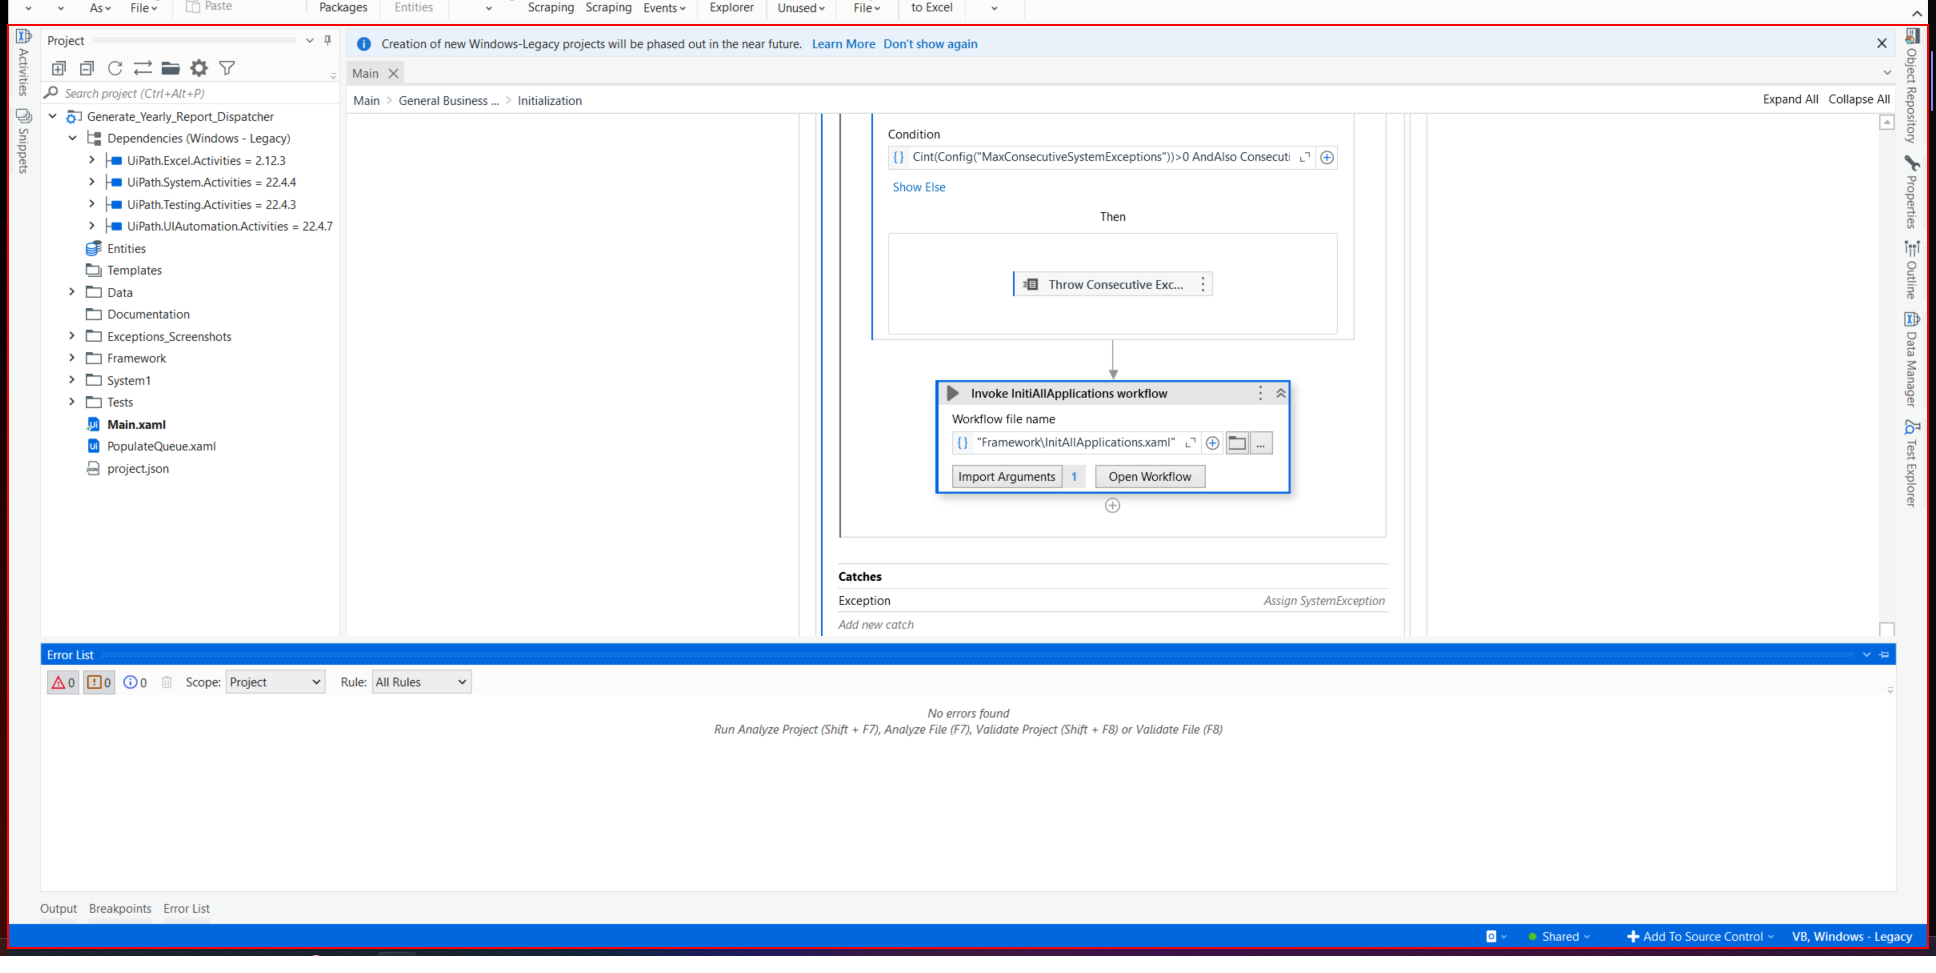 As
File
Paste
Packages
Entities
Scraping
Scraping
Events
Explorer
Unused
File
to Excel
Activities
Snippets
Project
Search project (Ctrl+Alt+P)
Generate_Yearly_Report_Dispatcher
Dependencies (Windows - Legacy)
UiPath.Excel.Activities = 2.12.3
UiPath.System.Activities = 22.4.4
UiPath.Testing.Activities = 22.4.3
UiPath.UIAutomation.Activities = 22.4.7
Entities
Templates
Data
Documentation
Exceptions_Screenshots
Framework
System1
Tests
Main.xaml
PopulateQueue.xaml
project.json
Creation of new Windows-Legacy projects will be phased out in the near future. Learn More Don't show again
Main
Main > General Business ... > Initialization
Expand All Collapse All
Condition
{} Cint(Config("MaxConsecutiveSystemExceptions"))>0 AndAlso Consecuti
Show Else
Then
Throw Consecutive Exc...
Invoke InitiAllApplications workflow
Workflow file name
{} "Framework\InitAllApplications.xaml" ...
Import Arguments 1 Open Workflow
Catches
Exception Assign SystemException
Add new catch
Object Repository
Properties
Outline
Data Manager
Test Explorer
Error List
0 0 0 Scope: Project Rule: All Rules
No errors found
Run Analyze Project (Shift + F7), Analyze File (F7), Validate Project (Shift + F8) or Validate File (F8)
Output Breakpoints Error List
Shared Add To Source Control VB, Windows - Legacy